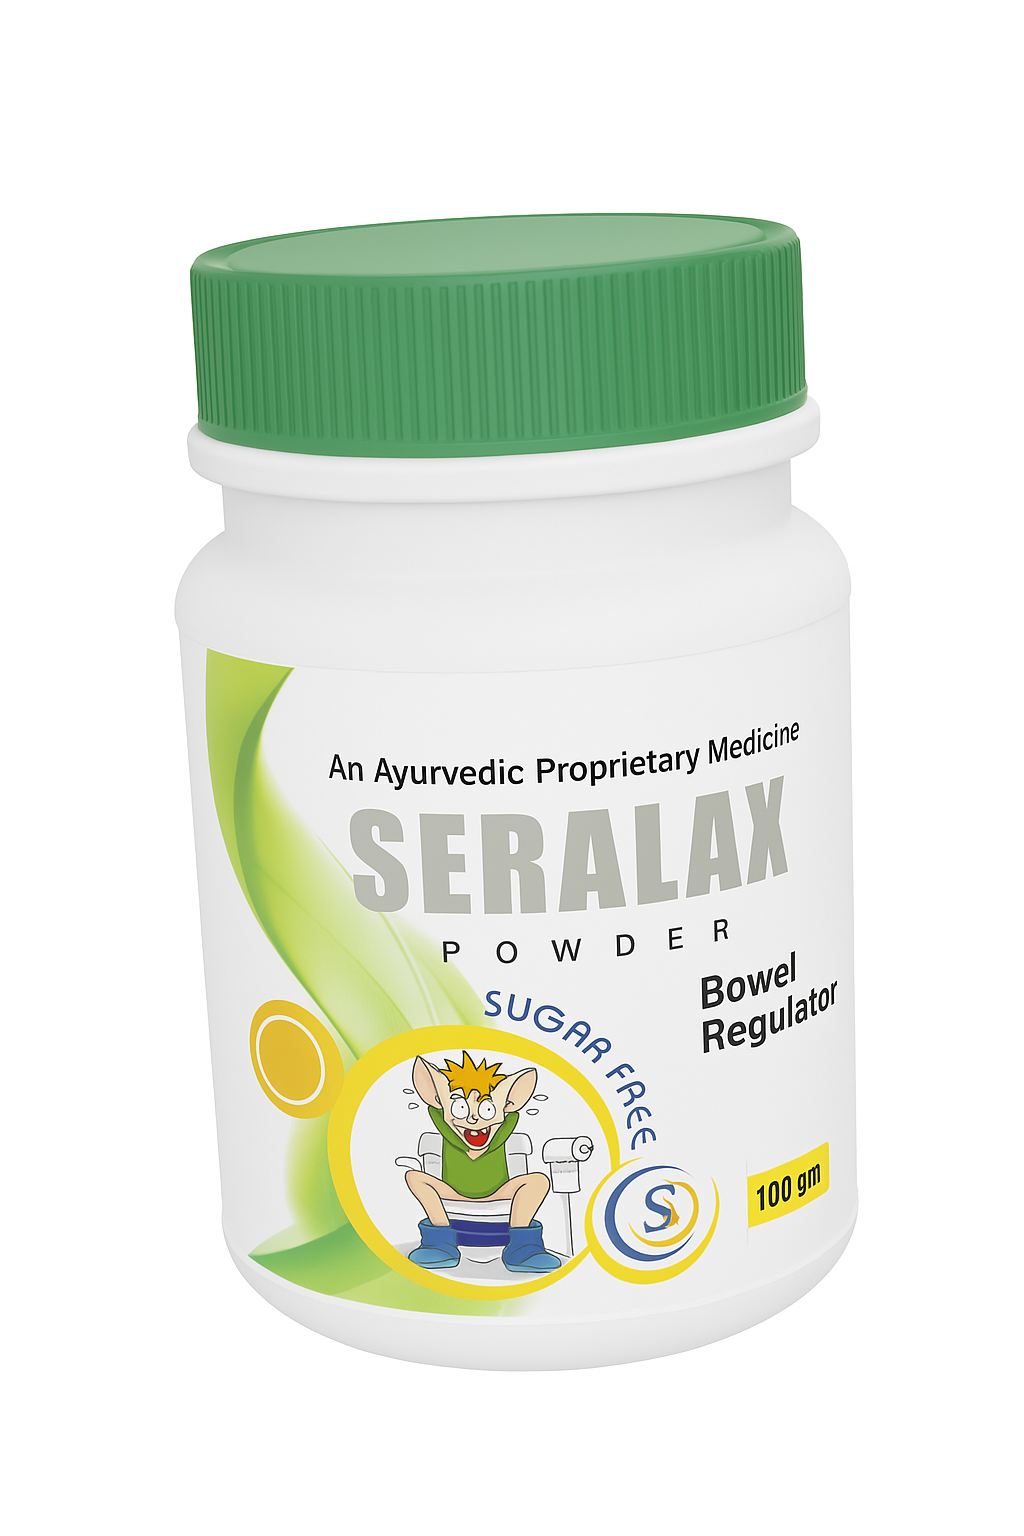 An Ayurvedic Proprietary Medicine
SERALAX
POWDER
Bowel
Regulator
SUGAR FREE
S
100 gm